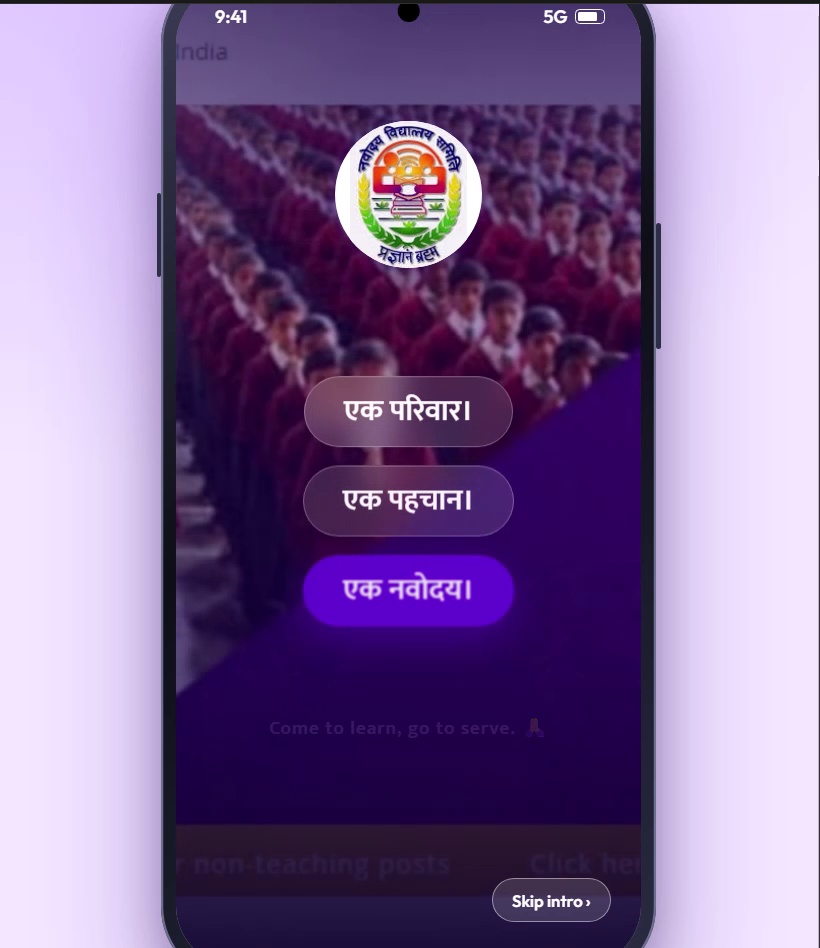 9:41
5G
India
नवोदय विद्यालय समिति
प्रज्ञानं ब्रह्म
एक परिवार।
एक पहचान।
एक नवोदय।
Come to learn, go to serve. 🙏
r non-teaching posts
Click her
Skip intro ›